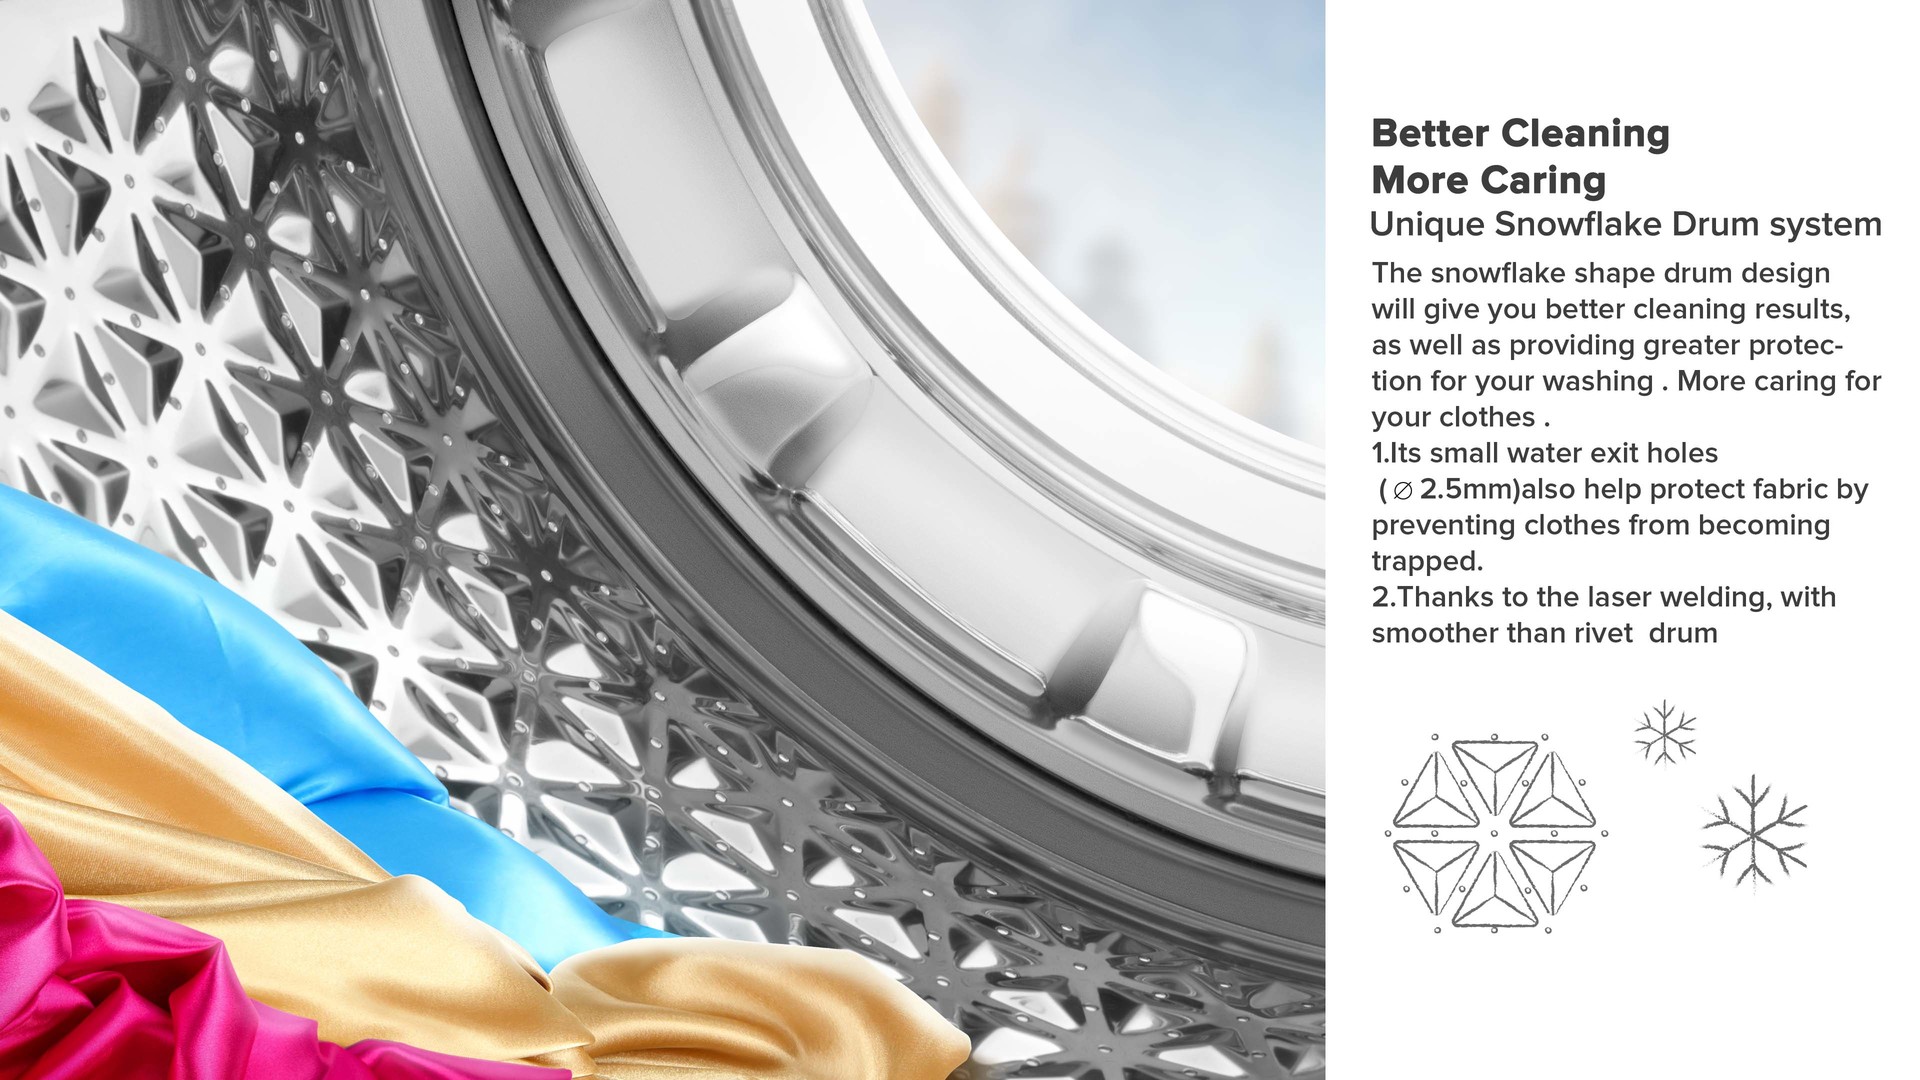 Better Cleaning
More Caring
Unique Snowflake Drum system
The snowflake shape drum design
will give you better cleaning results,
as well as providing greater protec-
tion for your washing . More caring for
your clothes .
1.Its small water exit holes
( ∅ 2.5mm)also help protect fabric by
preventing clothes from becoming
trapped.
2.Thanks to the laser welding, with
smoother than rivet  drum